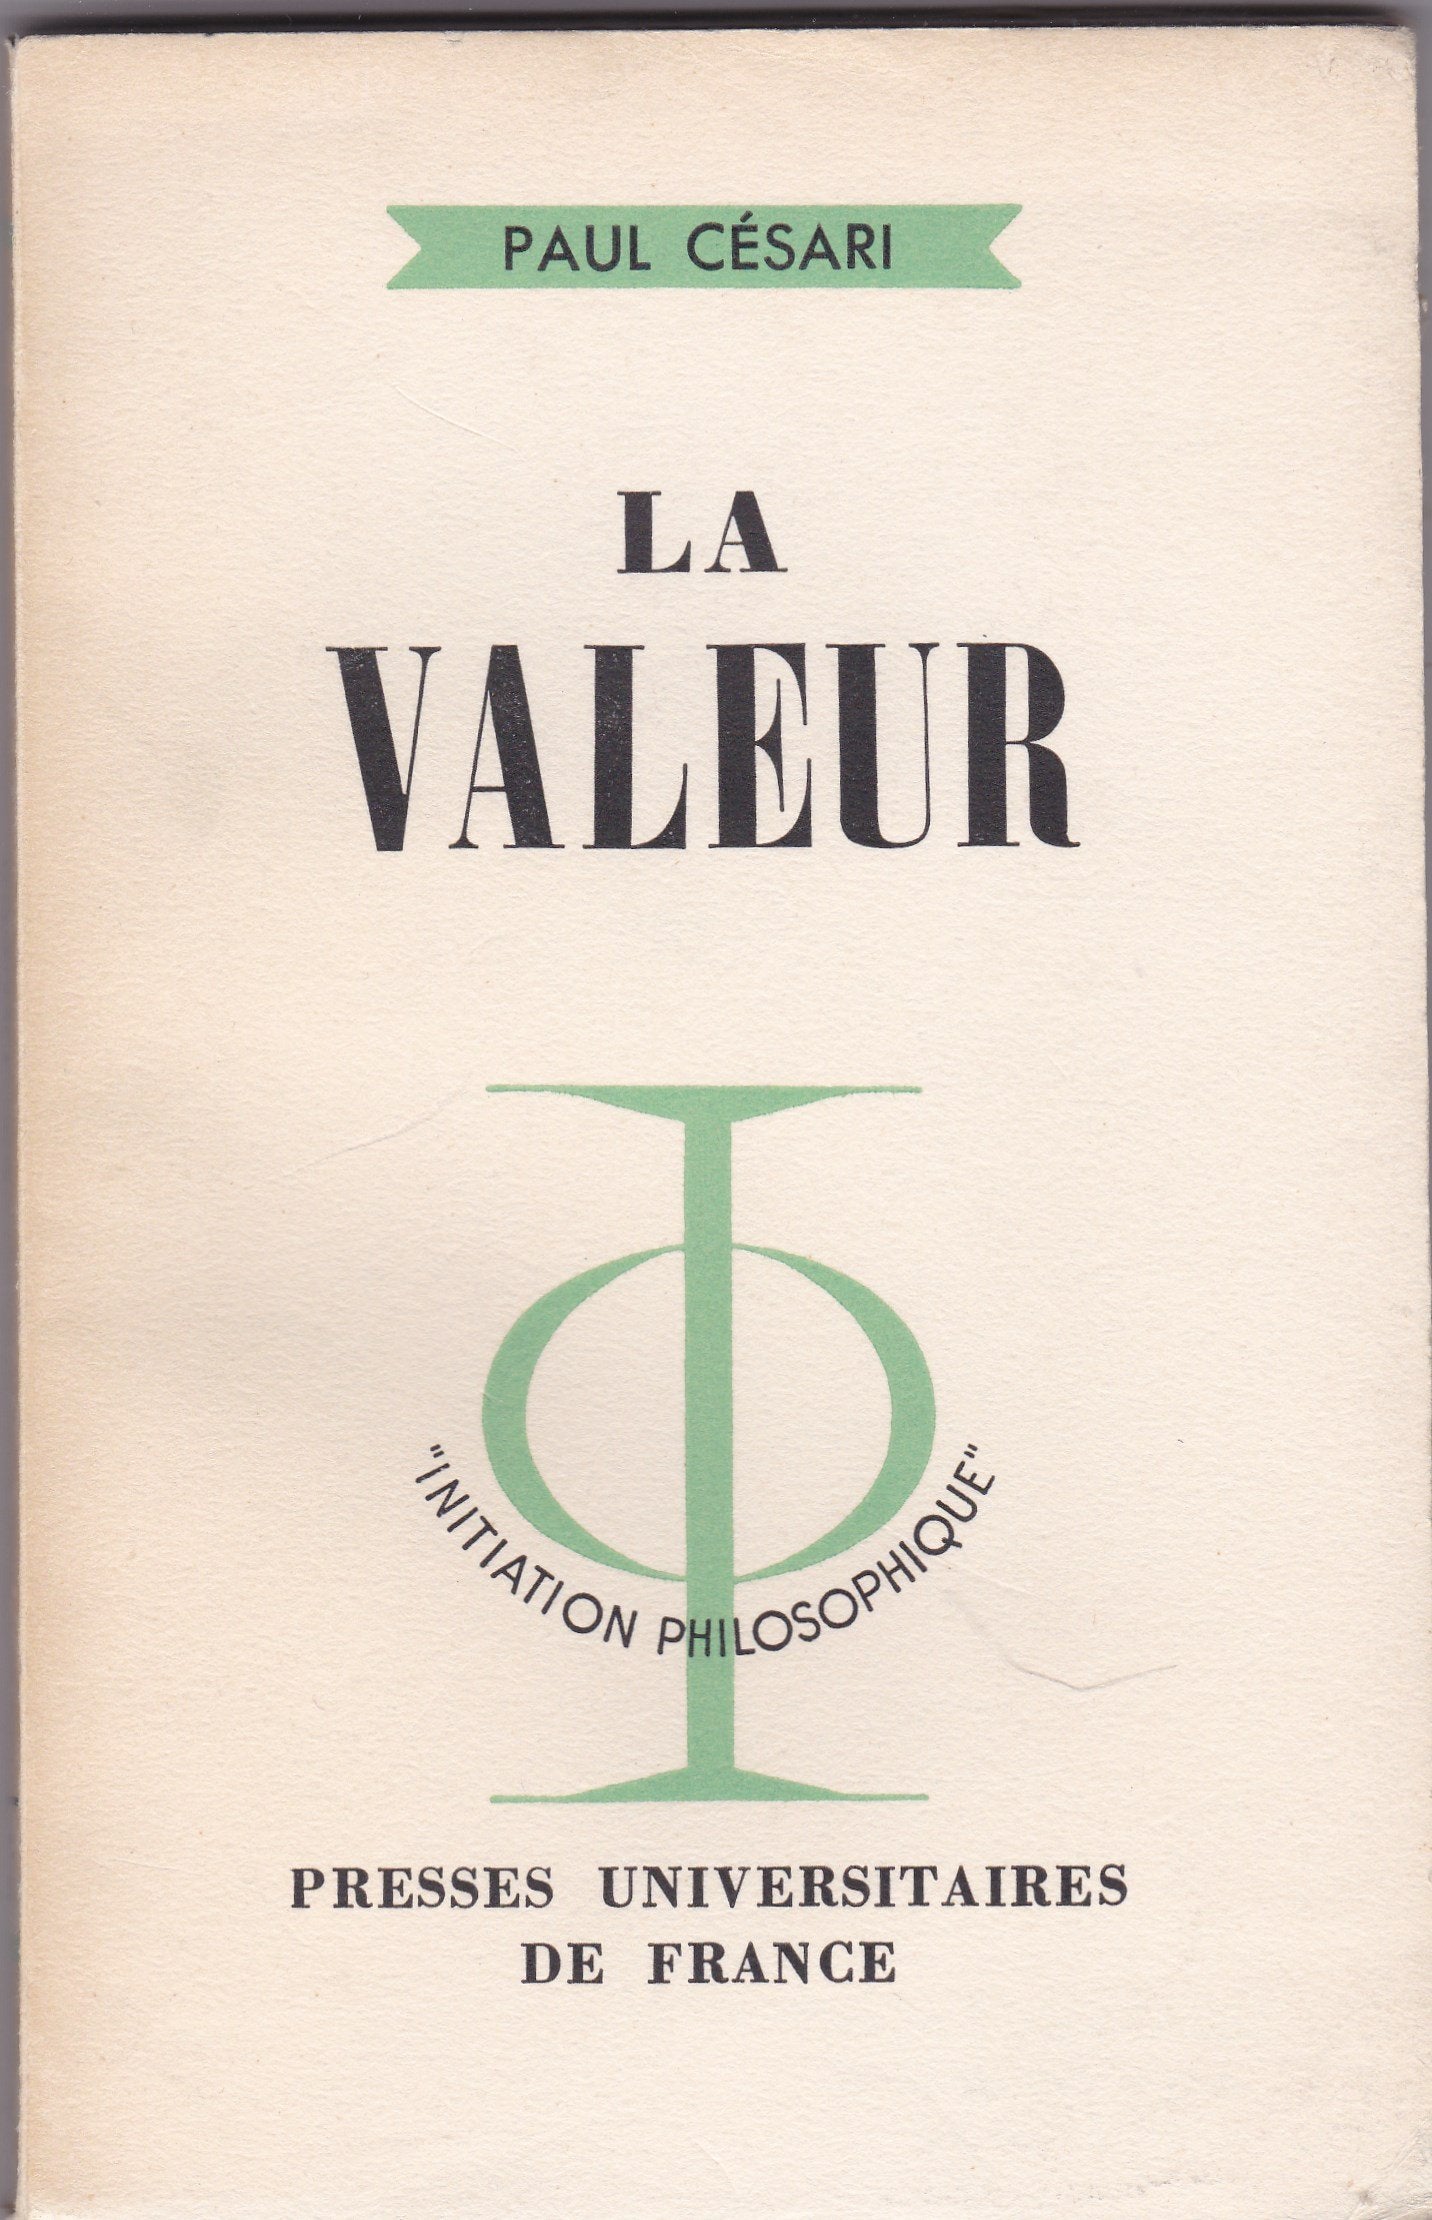 PAUL CÉSARI
LA
VALEUR
"INITIATION PHILOSOPHIQUE"
PRESSES UNIVERSITAIRES
DE FRANCE